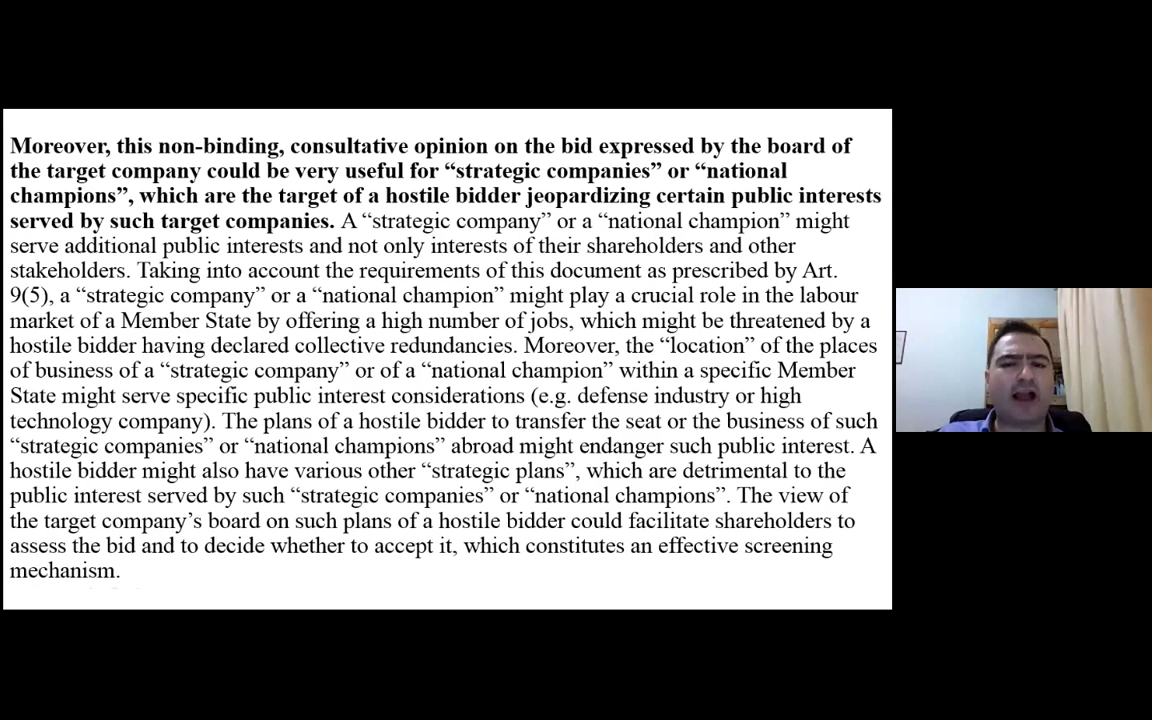 Moreover, this non-binding, consultative opinion on the bid expressed by the board of
the target company could be very useful for “strategic companies” or “national
champions”, which are the target of a hostile bidder jeopardizing certain public interests
served by such target companies. A “strategic company” or a “national champion” might
serve additional public interests and not only interests of their shareholders and other
stakeholders. Taking into account the requirements of this document as prescribed by Art.
9(5), a “strategic company” or a “national champion” might play a crucial role in the labour
market of a Member State by offering a high number of jobs, which might be threatened by a
hostile bidder having declared collective redundancies. Moreover, the “location” of the places
of business of a “strategic company” or of a “national champion” within a specific Member
State might serve specific public interest considerations (e.g. defense industry or high
technology company). The plans of a hostile bidder to transfer the seat or the business of such
“strategic companies” or “national champions” abroad might endanger such public interest. A
hostile bidder might also have various other “strategic plans”, which are detrimental to the
public interest served by such “strategic companies” or “national champions”. The view of
the target company’s board on such plans of a hostile bidder could facilitate shareholders to
assess the bid and to decide whether to accept it, which constitutes an effective screening
mechanism.